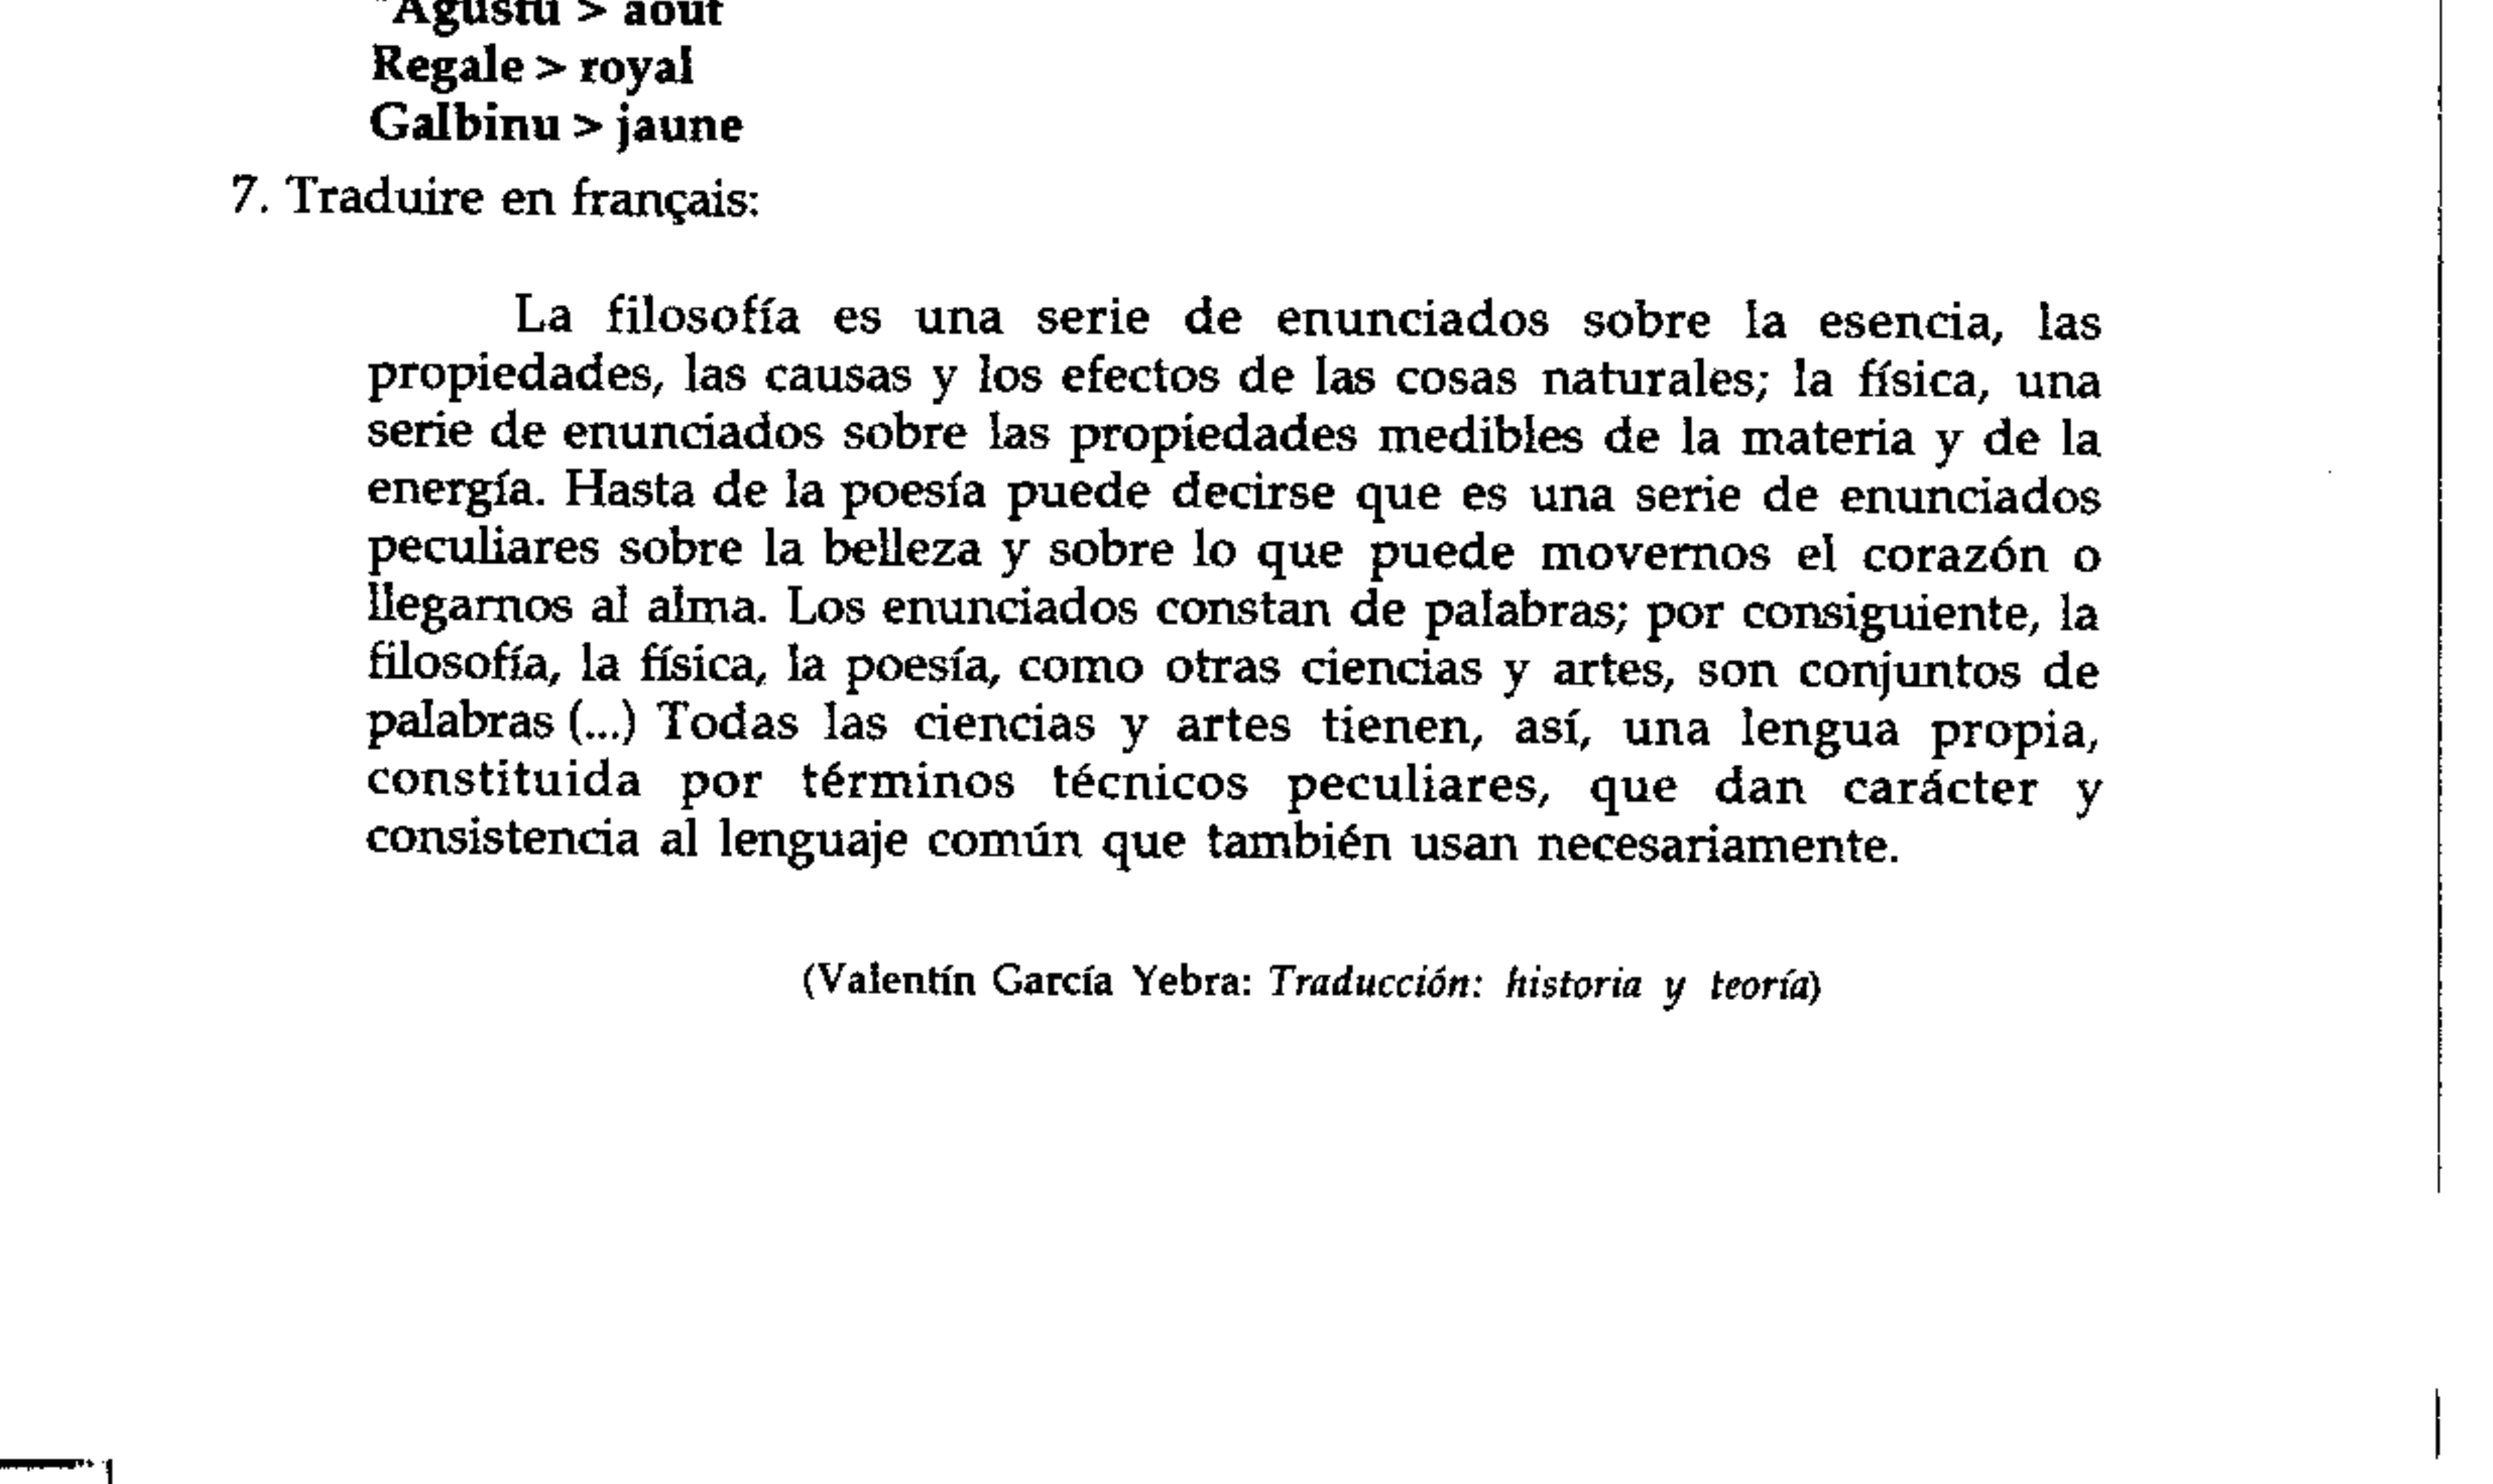 *Agustu > aout
Regale > royal
Galbinu > jaune
7. Traduire en français:
La filosofía es una serie de enunciados sobre la esencia, las
propiedades, las causas y los efectos de las cosas naturales; la física, una
serie de enunciados sobre las propiedades medibles de la materia y de la
energía. Hasta de la poesía puede decirse que es una serie de enunciados
peculiares sobre la belleza y sobre lo que puede movernos el corazón o
llegarnos al alma. Los enunciados constan de palabras; por consiguiente, la
filosofía, la física, la poesía, como otras ciencias y artes, son conjuntos de
palabras (...) Todas las ciencias y artes tienen, así, una lengua propia,
constituida por términos técnicos peculiares, que dan carácter y
consistencia al lenguaje común que también usan necesariamente.
(Valentín García Yebra: Traducción: historia y teoría)